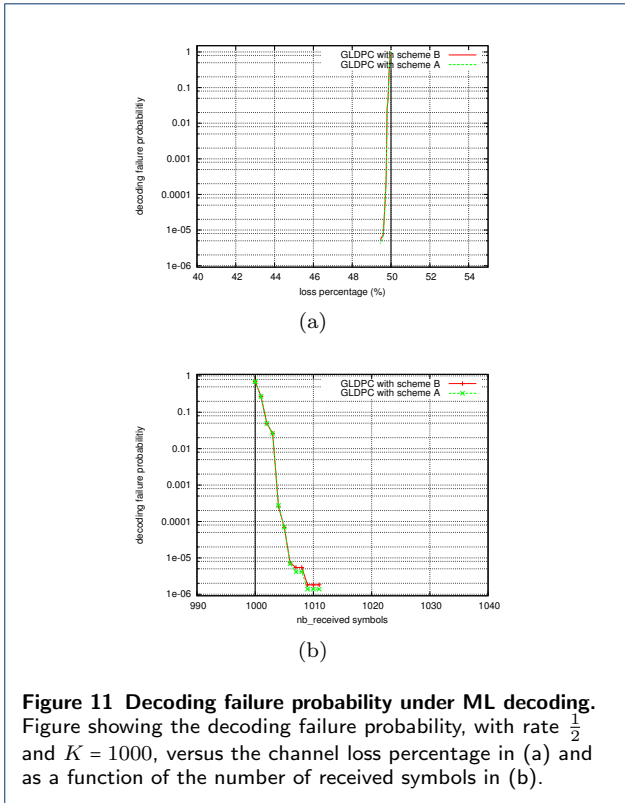 GLDPC with scheme B
GLDPC with scheme A
1
0.1
0.01
0.001
0.0001
1e-05
1e-06
decoding failure probabilitiy
40 42 44 46 48 50 52 54
loss percentage (%)
(a)
GLDPC with scheme B
GLDPC with scheme A
1
0.1
0.01
0.001
0.0001
1e-05
1e-06
decoding failure probabilitiy
990 1000 1010 1020 1030 1040
nb_received symbols
(b)
Figure 11 Decoding failure probability under ML decoding.
Figure showing the decoding failure probability, with rate 1/2
and K = 1000, versus the channel loss percentage in (a) and
as a function of the number of received symbols in (b).